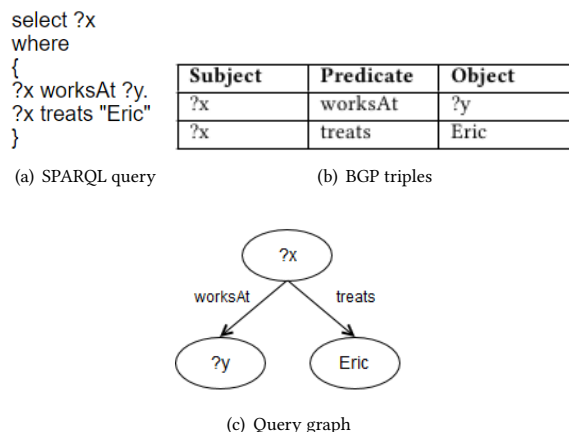 select ?x
where
{
?x worksAt ?y.
?x treats "Eric"
}
(a) SPARQL query
Subject Predicate Object
?x worksAt ?y
?x treats Eric
(b) BGP triples
?x
worksAt treats
?y Eric
(c) Query graph